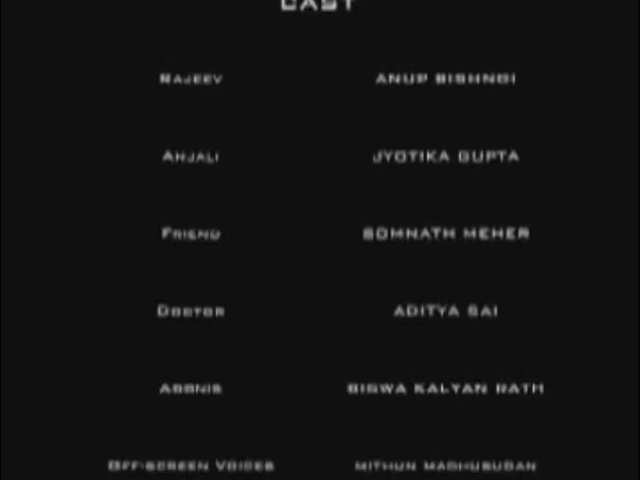 CAST
Rajeev ANUP BISHNOI
Anjali JYOTIKA GUPTA
Friend SOMNATH MEHER
Doctor ADITYA SAI
Adonis BISWA KALYAN RATH
Off-screen Voices MITHUN MADHUSUDAN